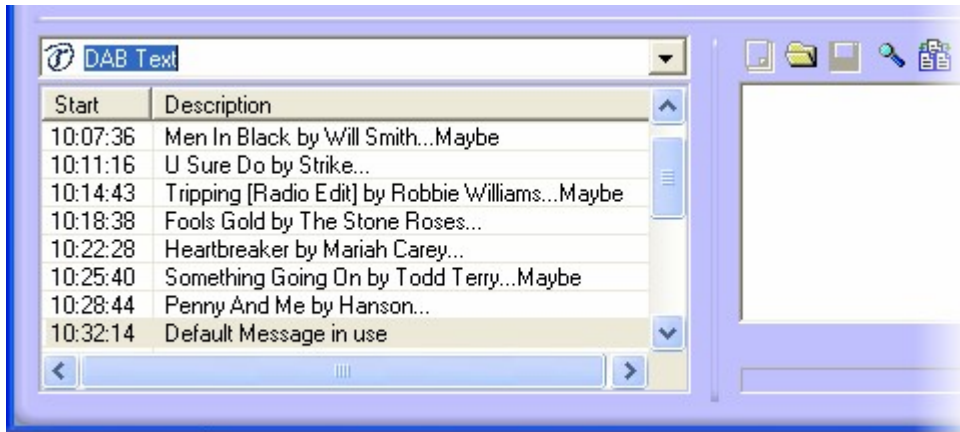 DAB Text
Start Description
10:07:36 Men In Black by Will Smith...Maybe
10:11:16 U Sure Do by Strike...
10:14:43 Tripping [Radio Edit] by Robbie Williams...Maybe
10:18:38 Fools Gold by The Stone Roses...
10:22:28 Heartbreaker by Mariah Carey...
10:25:40 Something Going On by Todd Terry...Maybe
10:28:44 Penny And Me by Hanson...
10:32:14 Default Message in use